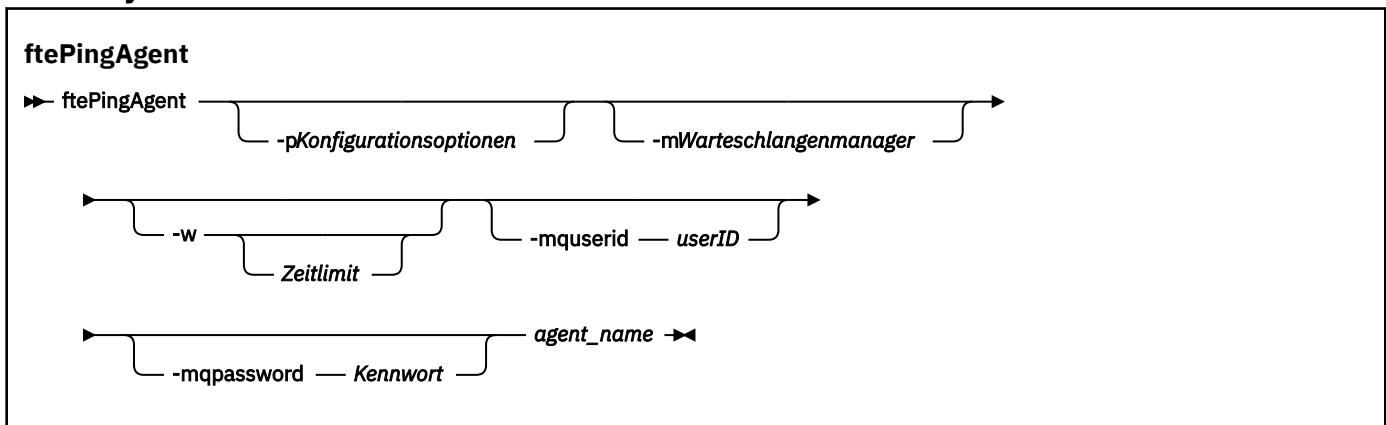 ftePingAgent
ftePingAgent
-pKonfigurationsoptionen -mWarteschlangenmanager
-w -mquserid userID
Zeitlimit
agent_name
-mqpassword Kennwort